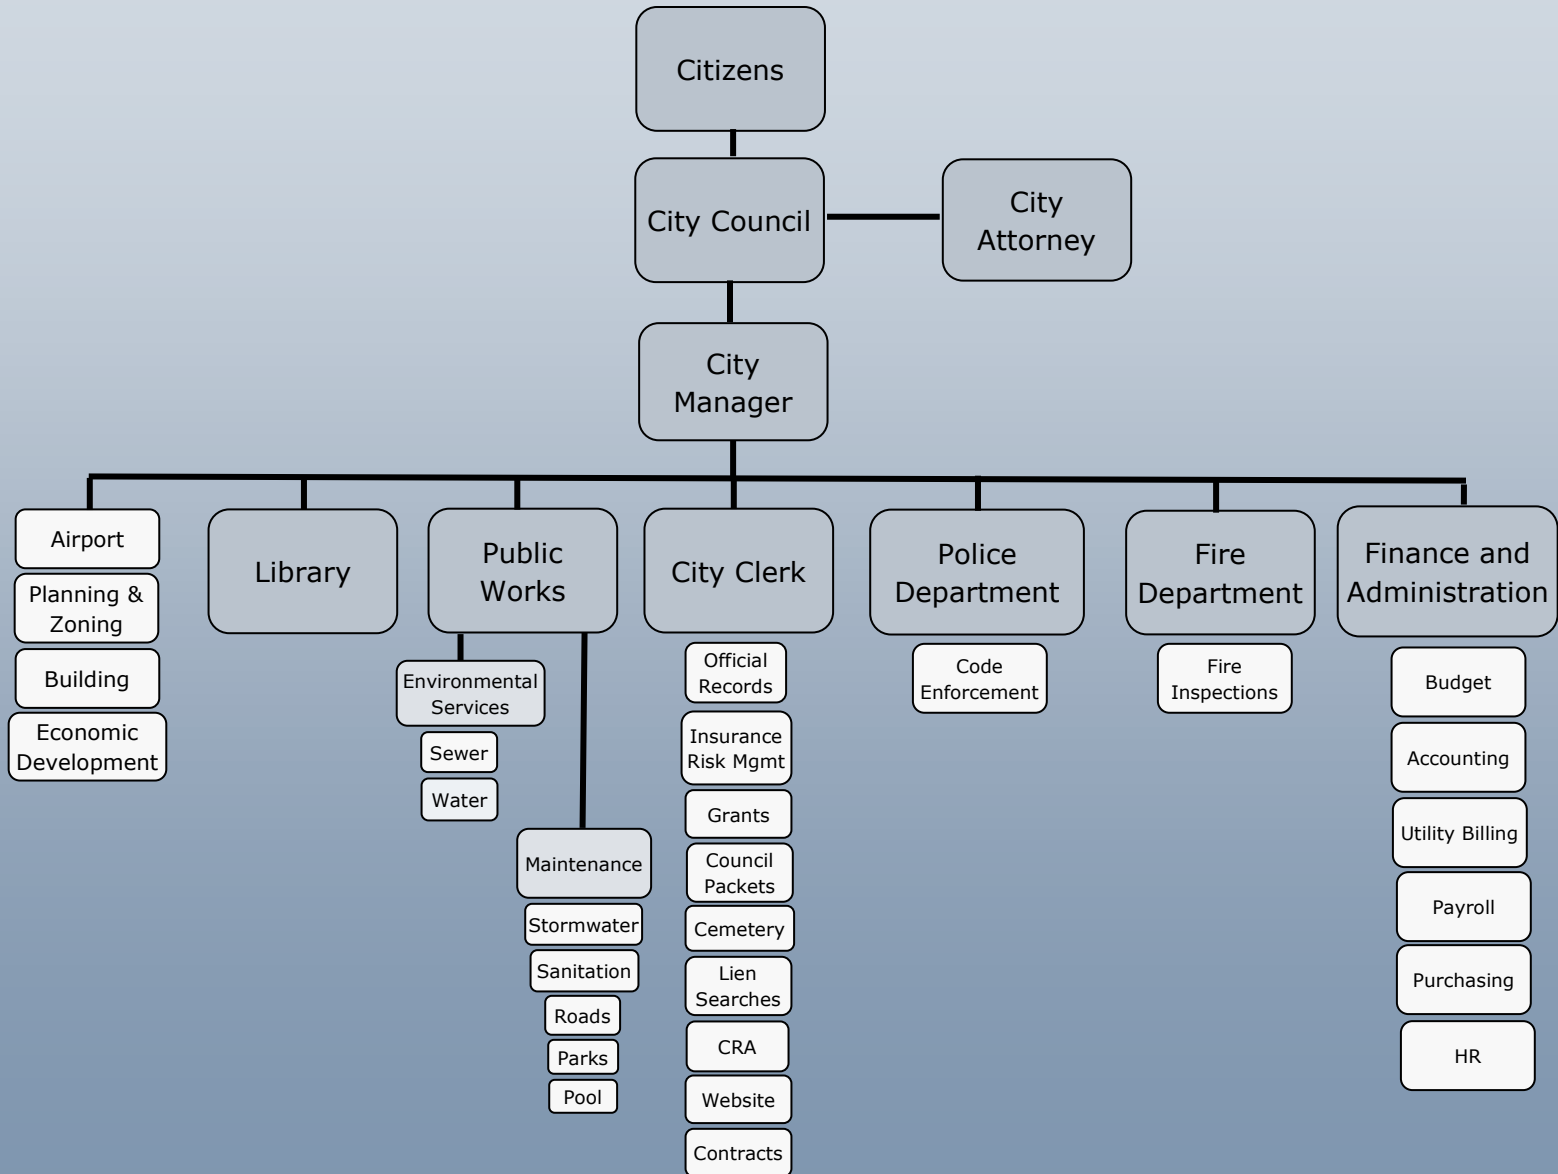 Citizens
City Council
City
Attorney
City
Manager
Airport
Planning &
Zoning
Building
Economic
Development
Library
Public
Works
Environmental
Services
Sewer
Water
Maintenance
Stormwater
Sanitation
Roads
Parks
Pool
City Clerk
Official
Records
Insurance
Risk Mgmt
Grants
Council
Packets
Cemetery
Lien
Searches
CRA
Website
Contracts
Police
Department
Code
Enforcement
Fire
Department
Fire
Inspections
Finance and
Administration
Budget
Accounting
Utility Billing
Payroll
Purchasing
HR